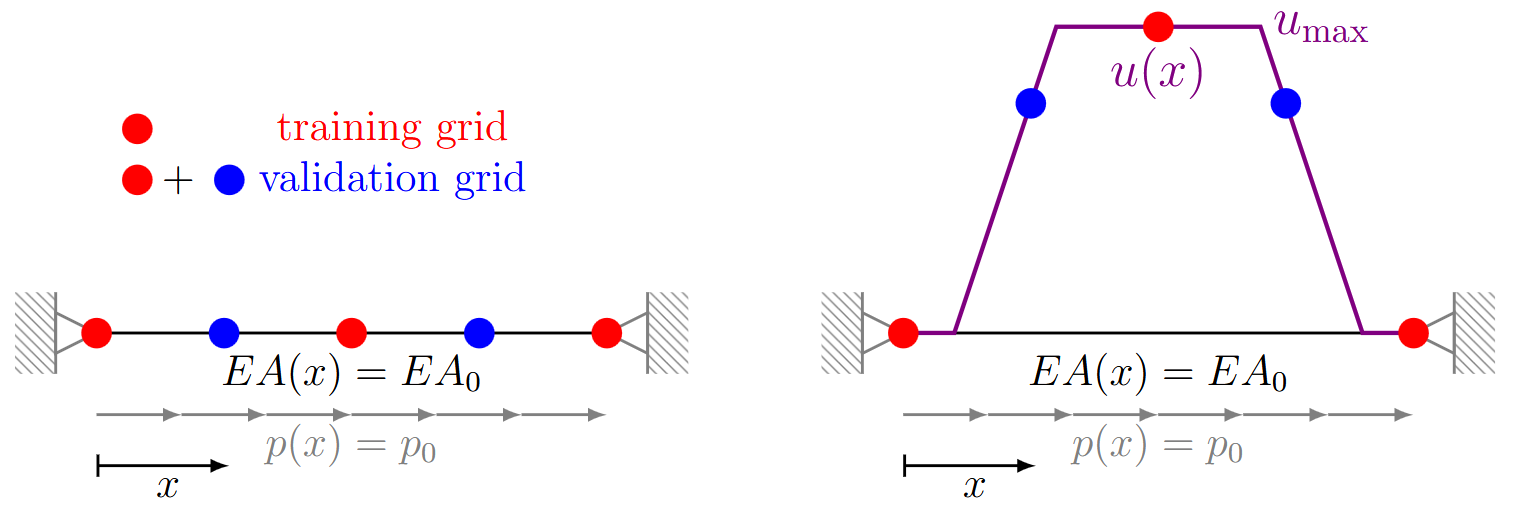 training grid
+ validation grid
EA(x) = EA₀
p(x) = p₀
x
u_max
u(x)
EA(x) = EA₀
p(x) = p₀
x